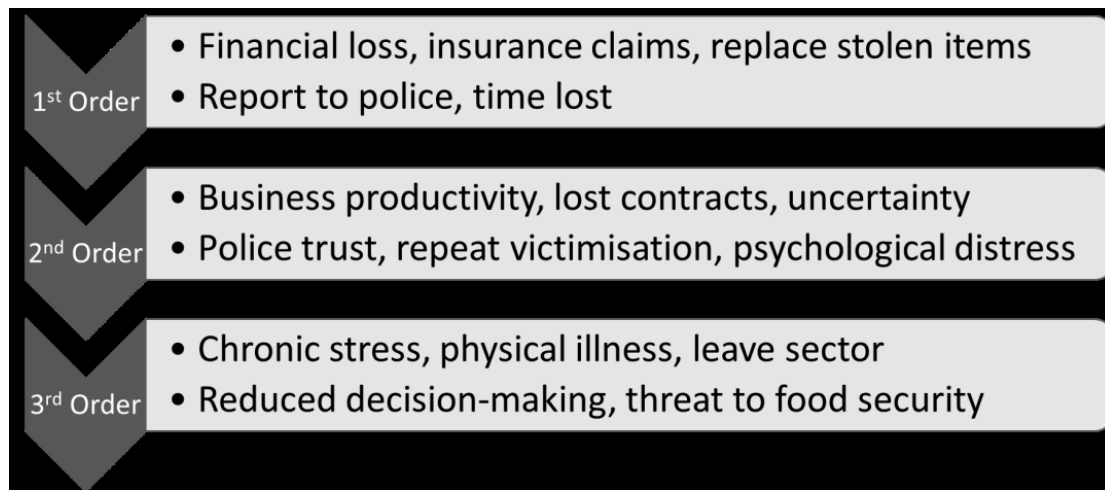 1st Order
• Financial loss, insurance claims, replace stolen items
• Report to police, time lost
2nd Order
• Business productivity, lost contracts, uncertainty
• Police trust, repeat victimisation, psychological distress
3rd Order
• Chronic stress, physical illness, leave sector
• Reduced decision-making, threat to food security